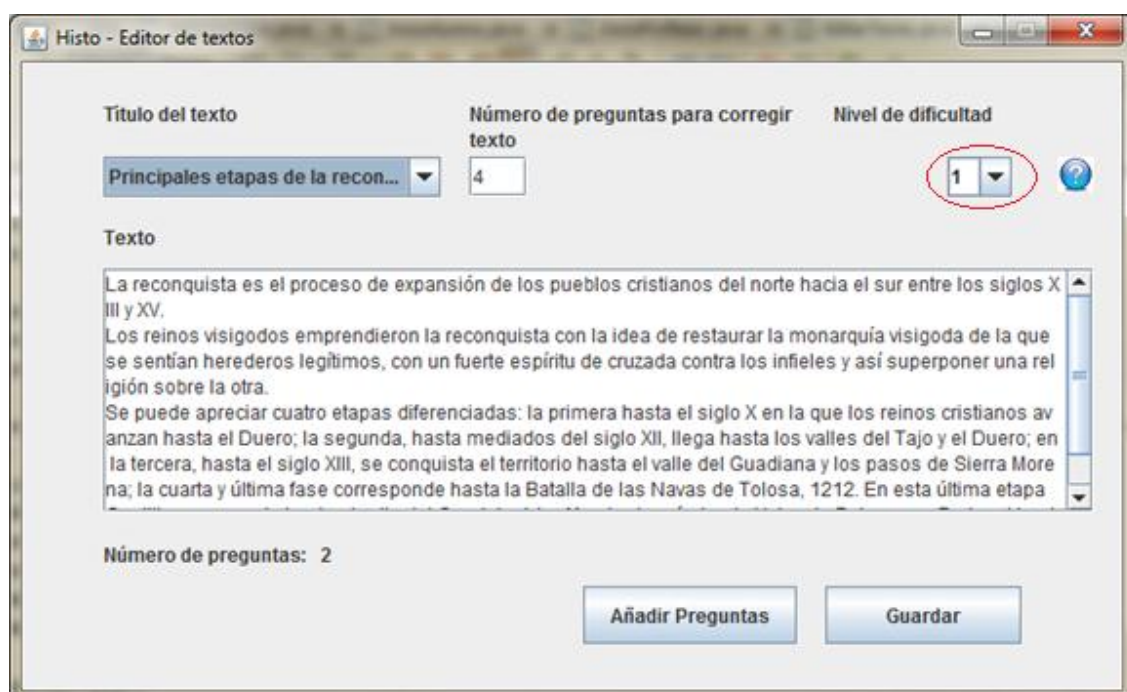 Histo - Editor de textos
Título del texto
Número de preguntas para corregir
texto
Nivel de dificultad
Principales etapas de la recon...
4
1
?
Texto
La reconquista es el proceso de expansión de los pueblos cristianos del norte hacia el sur entre los siglos X
III y XV.
Los reinos visigodos emprendieron la reconquista con la idea de restaurar la monarquía visigoda de la que
se sentían herederos legítimos, con un fuerte espíritu de cruzada contra los infieles y así superponer una rel
igión sobre la otra.
Se puede apreciar cuatro etapas diferenciadas: la primera hasta el siglo X en la que los reinos cristianos av
anzan hasta el Duero; la segunda, hasta mediados del siglo XII, llega hasta los valles del Tajo y el Duero; en
la tercera, hasta el siglo XIII, se conquista el territorio hasta el valle del Guadiana y los pasos de Sierra More
na; la cuarta y última fase corresponde hasta la Batalla de las Navas de Tolosa, 1212. En esta última etapa
Número de preguntas: 2
Añadir Preguntas
Guardar